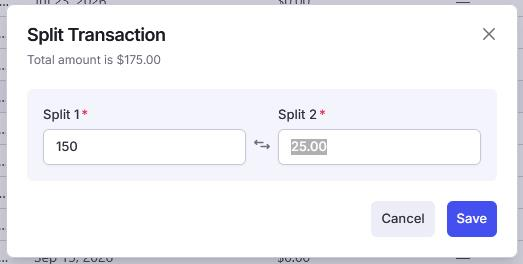 Split Transaction
Total amount is $175.00
Split 1*
Split 2*
150
25.00
Cancel
Save